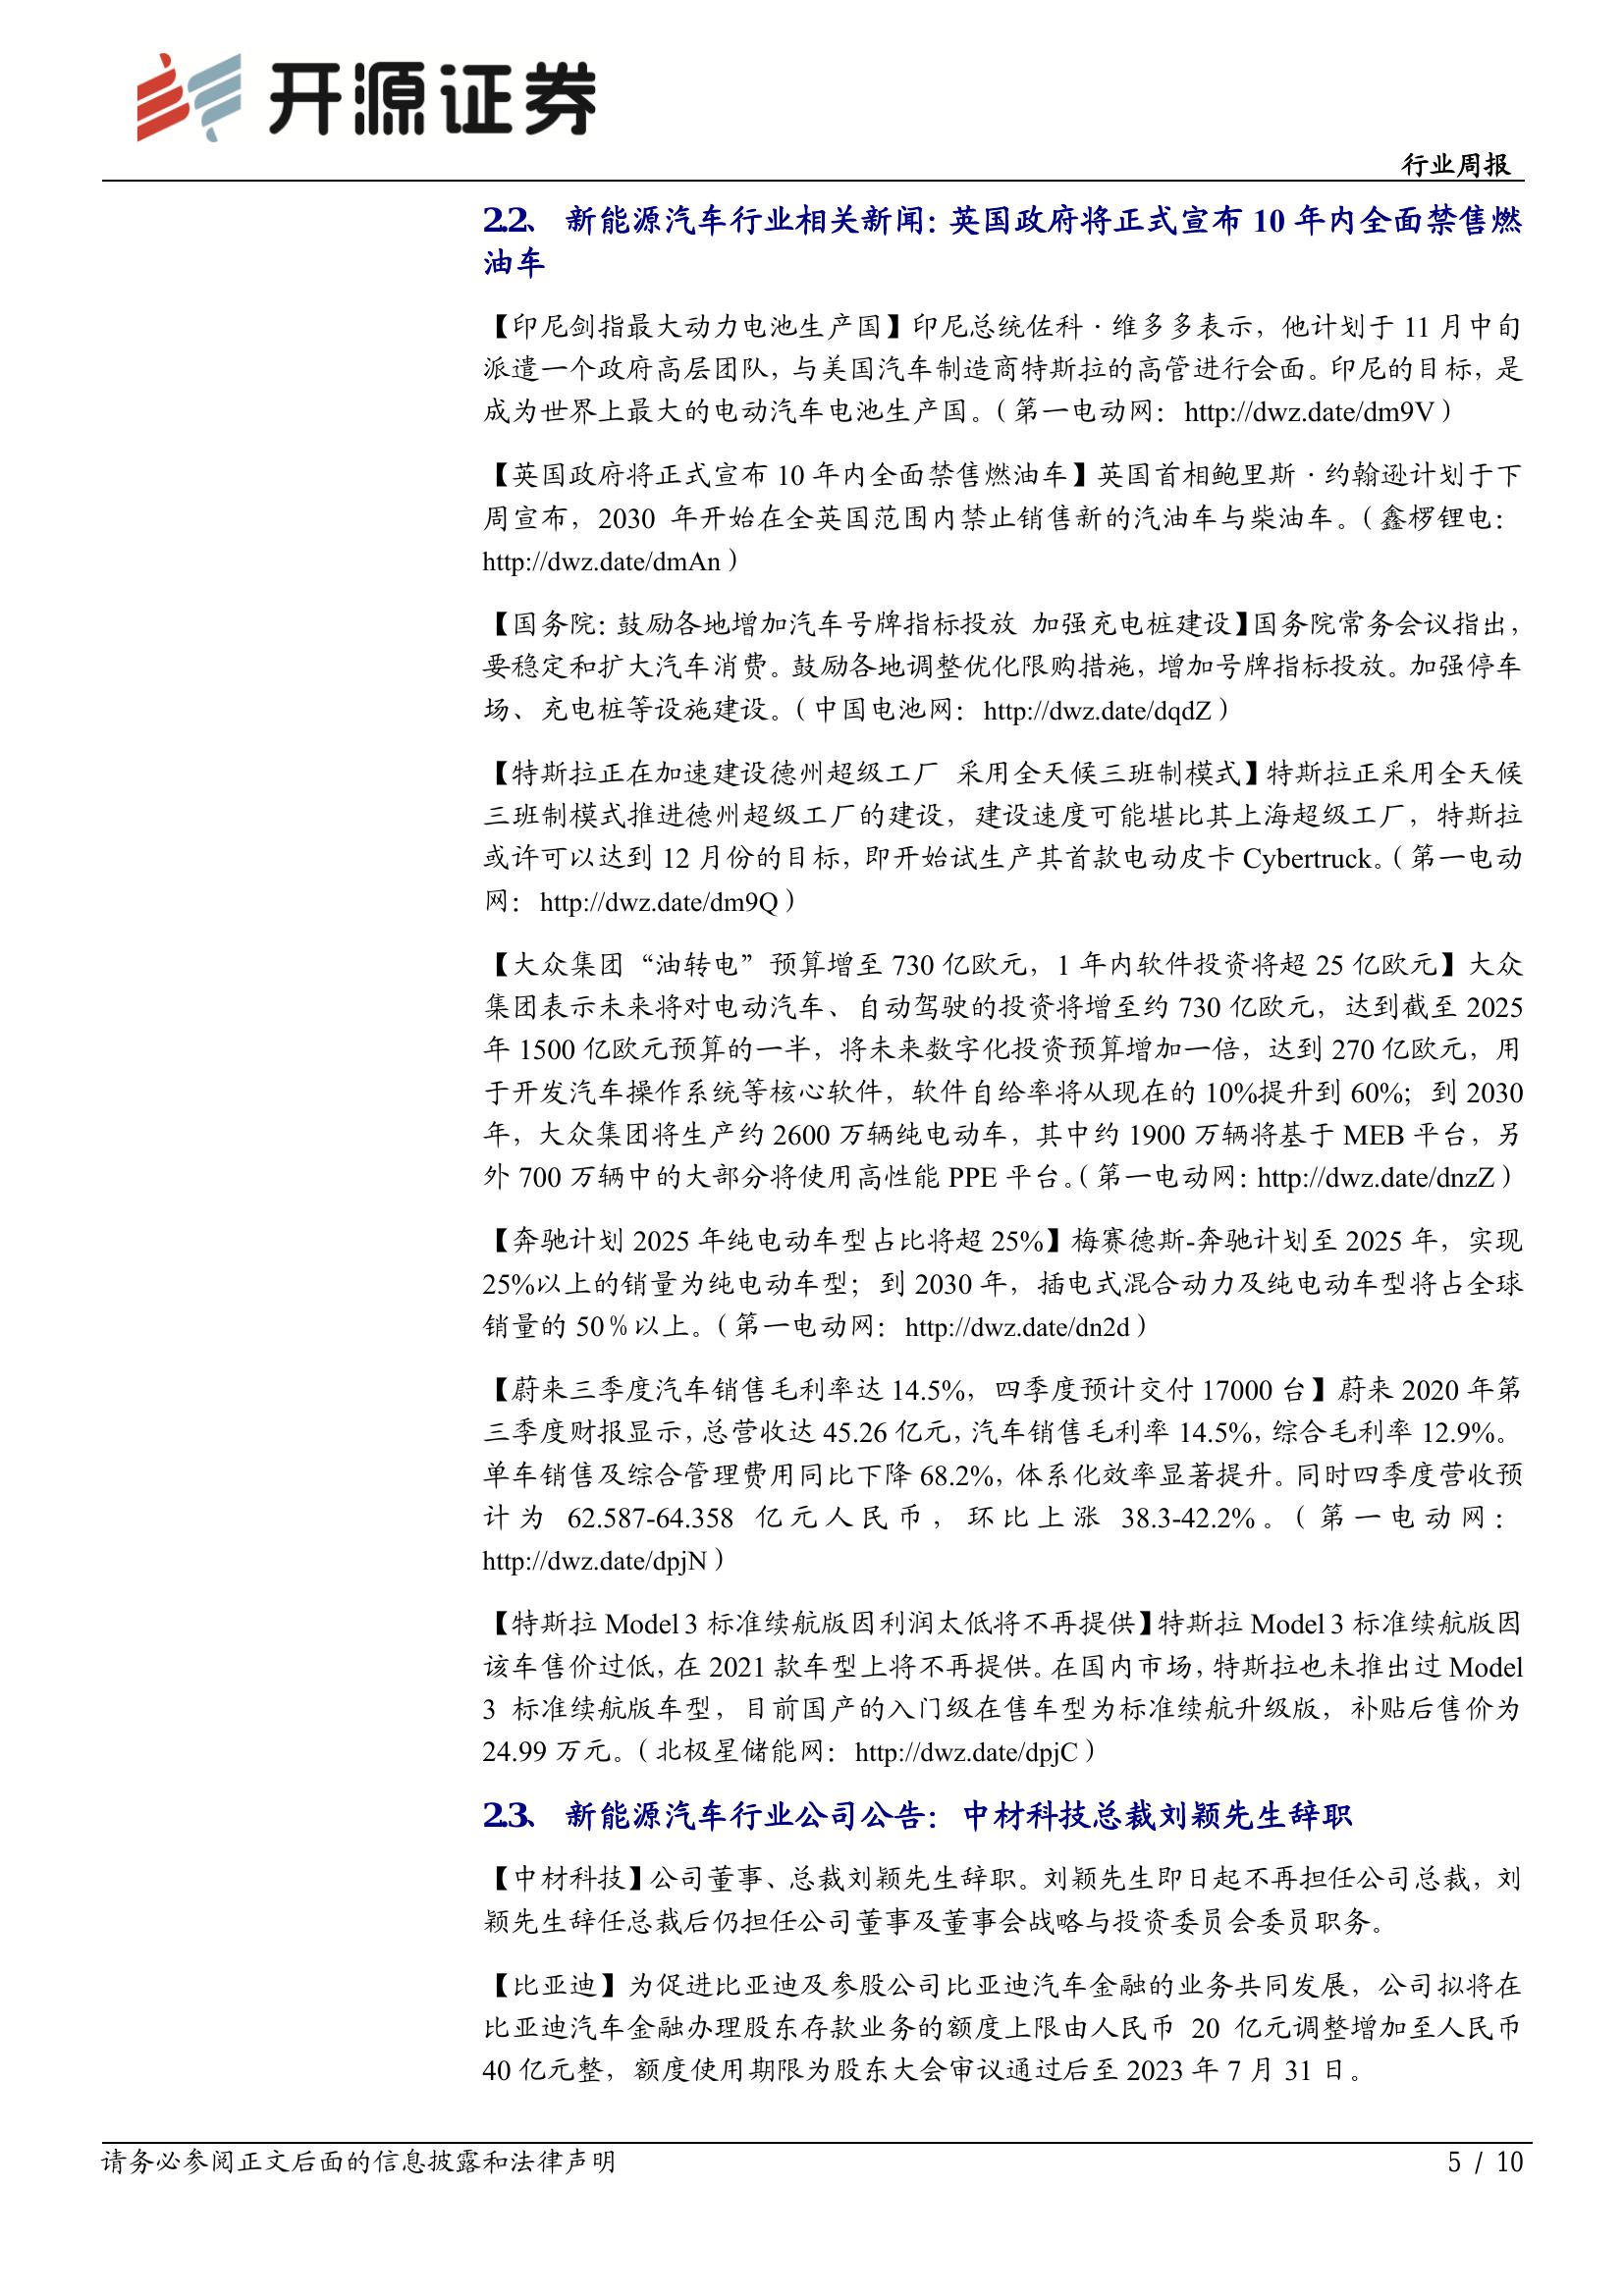 开源证券
行业周报
2.2、 新能源汽车行业相关新闻：英国政府将正式宣布 10 年内全面禁售燃
油车
【印尼剑指最大动力电池生产国】印尼总统佐科·维多多表示，他计划于 11 月中旬
派遣一个政府高层团队，与美国汽车制造商特斯拉的高管进行会面。印尼的目标，是
成为世界上最大的电动汽车电池生产国。（第一电动网：http://dwz.date/dm9V）
【英国政府将正式宣布 10 年内全面禁售燃油车】英国首相鲍里斯·约翰逊计划于下
周宣布，2030 年开始在全英国范围内禁止销售新的汽油车与柴油车。（鑫椤锂电：
http://dwz.date/dmAn）
【国务院：鼓励各地增加汽车号牌指标投放 加强充电桩建设】国务院常务会议指出，
要稳定和扩大汽车消费。鼓励各地调整优化限购措施，增加号牌指标投放。加强停车
场、充电桩等设施建设。（中国电池网：http://dwz.date/dqdZ）
【特斯拉正在加速建设德州超级工厂 采用全天候三班制模式】特斯拉正采用全天候
三班制模式推进德州超级工厂的建设，建设速度可能堪比其上海超级工厂，特斯拉
或许可以达到 12 月份的目标，即开始试生产其首款电动皮卡 Cybertruck。（第一电动
网：http://dwz.date/dm9Q）
【大众集团“油转电”预算增至 730 亿欧元，1 年内软件投资将超 25 亿欧元】大众
集团表示未来将对电动汽车、自动驾驶的投资将增至约 730 亿欧元，达到截至 2025
年 1500 亿欧元预算的一半，将未来数字化投资预算增加一倍，达到 270 亿欧元，用
于开发汽车操作系统等核心软件，软件自给率将从现在的 10%提升到 60%；到 2030
年，大众集团将生产约 2600 万辆纯电动车，其中约 1900 万辆将基于 MEB 平台，另
外 700 万辆中的大部分将使用高性能 PPE 平台。（第一电动网：http://dwz.date/dnzZ）
【奔驰计划 2025 年纯电动车型占比将超 25%】梅赛德斯-奔驰计划至 2025 年，实现
25%以上的销量为纯电动车型；到 2030 年，插电式混合动力及纯电动车型将占全球
销量的 50％以上。（第一电动网：http://dwz.date/dn2d）
【蔚来三季度汽车销售毛利率达 14.5%，四季度预计交付 17000 台】蔚来 2020 年第
三季度财报显示，总营收达 45.26 亿元，汽车销售毛利率 14.5%，综合毛利率 12.9%。
单车销售及综合管理费用同比下降 68.2%，体系化效率显著提升。同时四季度营收预
计为 62.587-64.358 亿元人民币，环比上涨 38.3-42.2%。（第一电动网：
http://dwz.date/dpjN）
【特斯拉 Model 3 标准续航版因利润太低将不再提供】特斯拉 Model 3 标准续航版因
该车售价过低，在 2021 款车型上将不再提供。在国内市场，特斯拉也未推出过 Model
3 标准续航版车型，目前国产的入门级在售车型为标准续航升级版，补贴后售价为
24.99 万元。（北极星储能网：http://dwz.date/dpjC）
2.3、 新能源汽车行业公司公告：中材科技总裁刘颖先生辞职
【中材科技】公司董事、总裁刘颖先生辞职。刘颖先生即日起不再担任公司总裁，刘
颖先生辞任总裁后仍担任公司董事及董事会战略与投资委员会委员职务。
【比亚迪】为促进比亚迪及参股公司比亚迪汽车金融的业务共同发展，公司拟将在
比亚迪汽车金融办理股东存款业务的额度上限由人民币 20 亿元调整增加至人民币
40 亿元整，额度使用期限为股东大会审议通过后至 2023 年 7 月 31 日。
请务必参阅正文后面的信息披露和法律声明
5 / 10